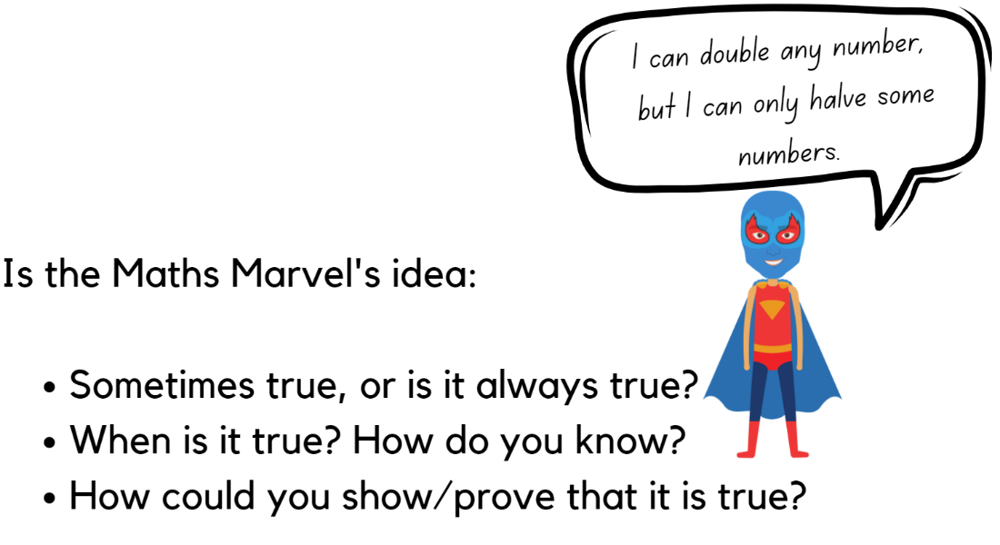 I can double any number,
but I can only halve some
numbers.
Is the Maths Marvel's idea:
• Sometimes true, or is it always true?
• When is it true? How do you know?
• How could you show/prove that it is true?